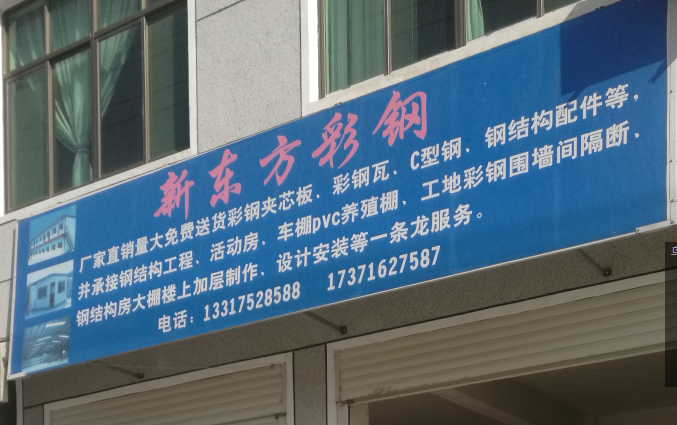 新东方彩钢
厂家直销量大免费送货彩钢夹芯板、彩钢瓦、C型钢、钢结构配件等，
并承接钢结构工程、活动房、车棚pvc养殖棚、工地彩钢围墙间隔断、
钢结构房大棚楼上加层制作、设计安装等一条龙服务。
电话：13317528588 17371627587